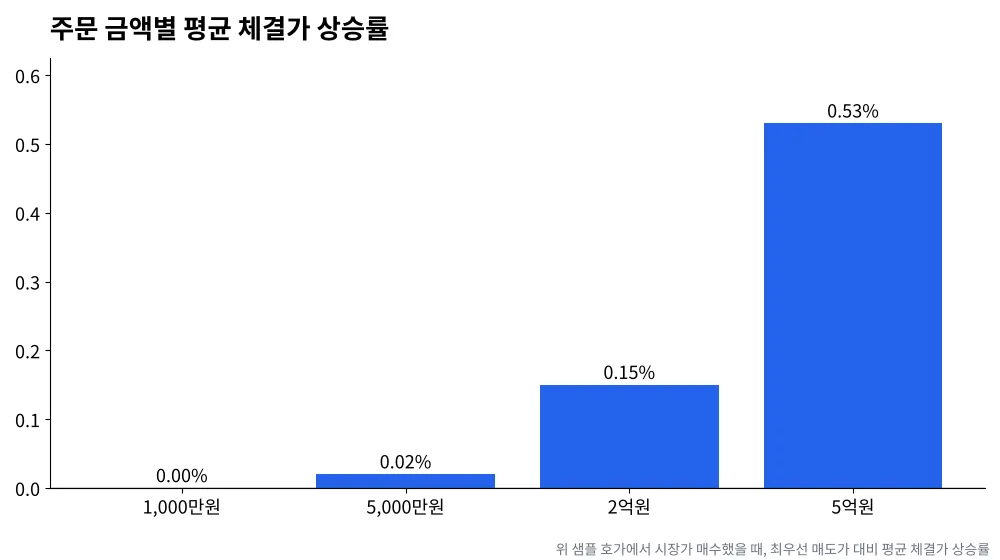 주문 금액별 평균 체결가 상승률
0.6
0.5
0.4
0.3
0.2
0.1
0.0
0.00%
0.02%
0.15%
0.53%
1,000만원
5,000만원
2억원
5억원
위 샘플 호가에서 시장가 매수했을 때, 최우선 매도가 대비 평균 체결가 상승률